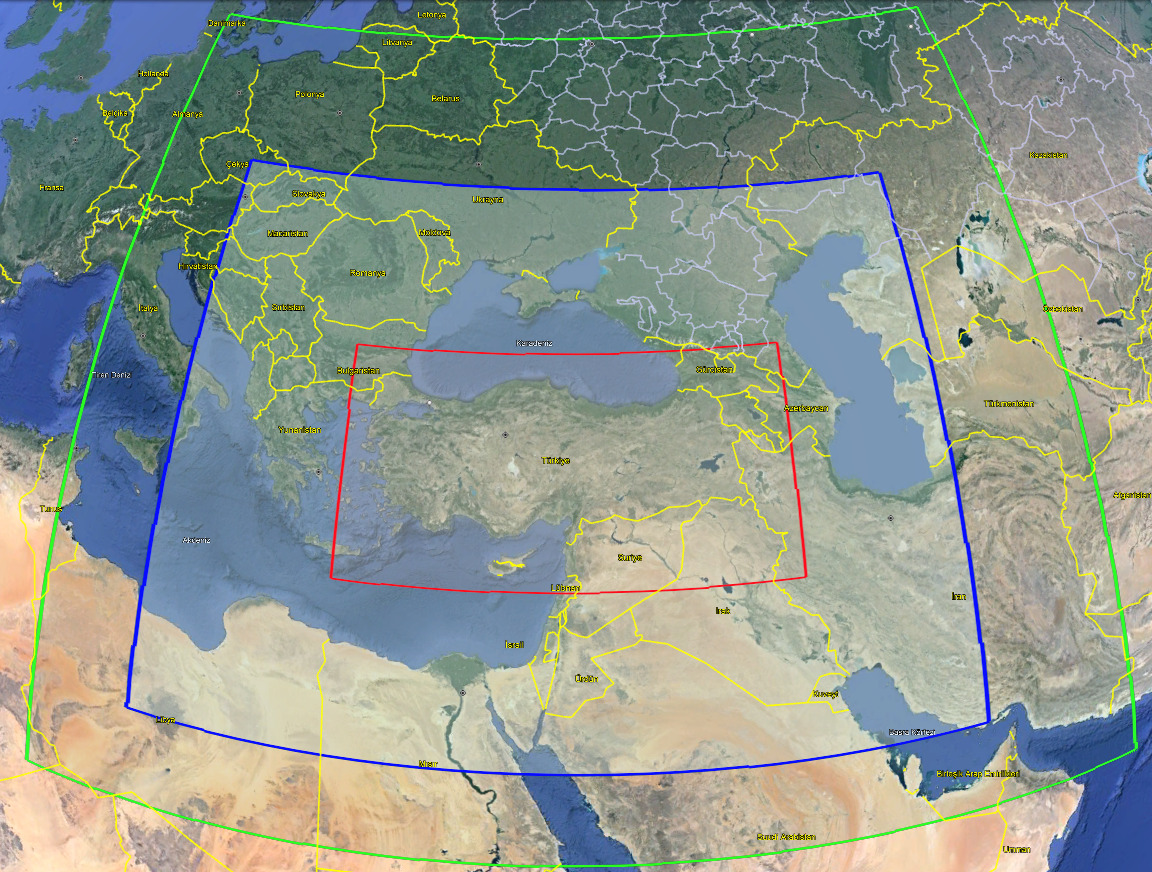 Letonya
Danimarka
Litvanya
Hollanda
Polonya
Belarus
Belçika
Almanya
Kazakistan
Çekya
Fransa
Slovakya
Ukrayna
Macaristan
Moldova
Hırvatistan
Romanya
İtalya
Sırbistan
Özbekistan
Karadeniz
Bulgaristan
Gürcistan
Tiren Denizi
Türkmenistan
Azerbaycan
Yunanistan
Türkiye
Afganistan
Tunus
Akdeniz
Suriye
Lübnan
İran
Irak
İsrail
Ürdün
Kuveyt
Libya
Basra Körfezi
Mısır
Birleşik Arap Emirlikleri
Suudi Arabistan
Umman